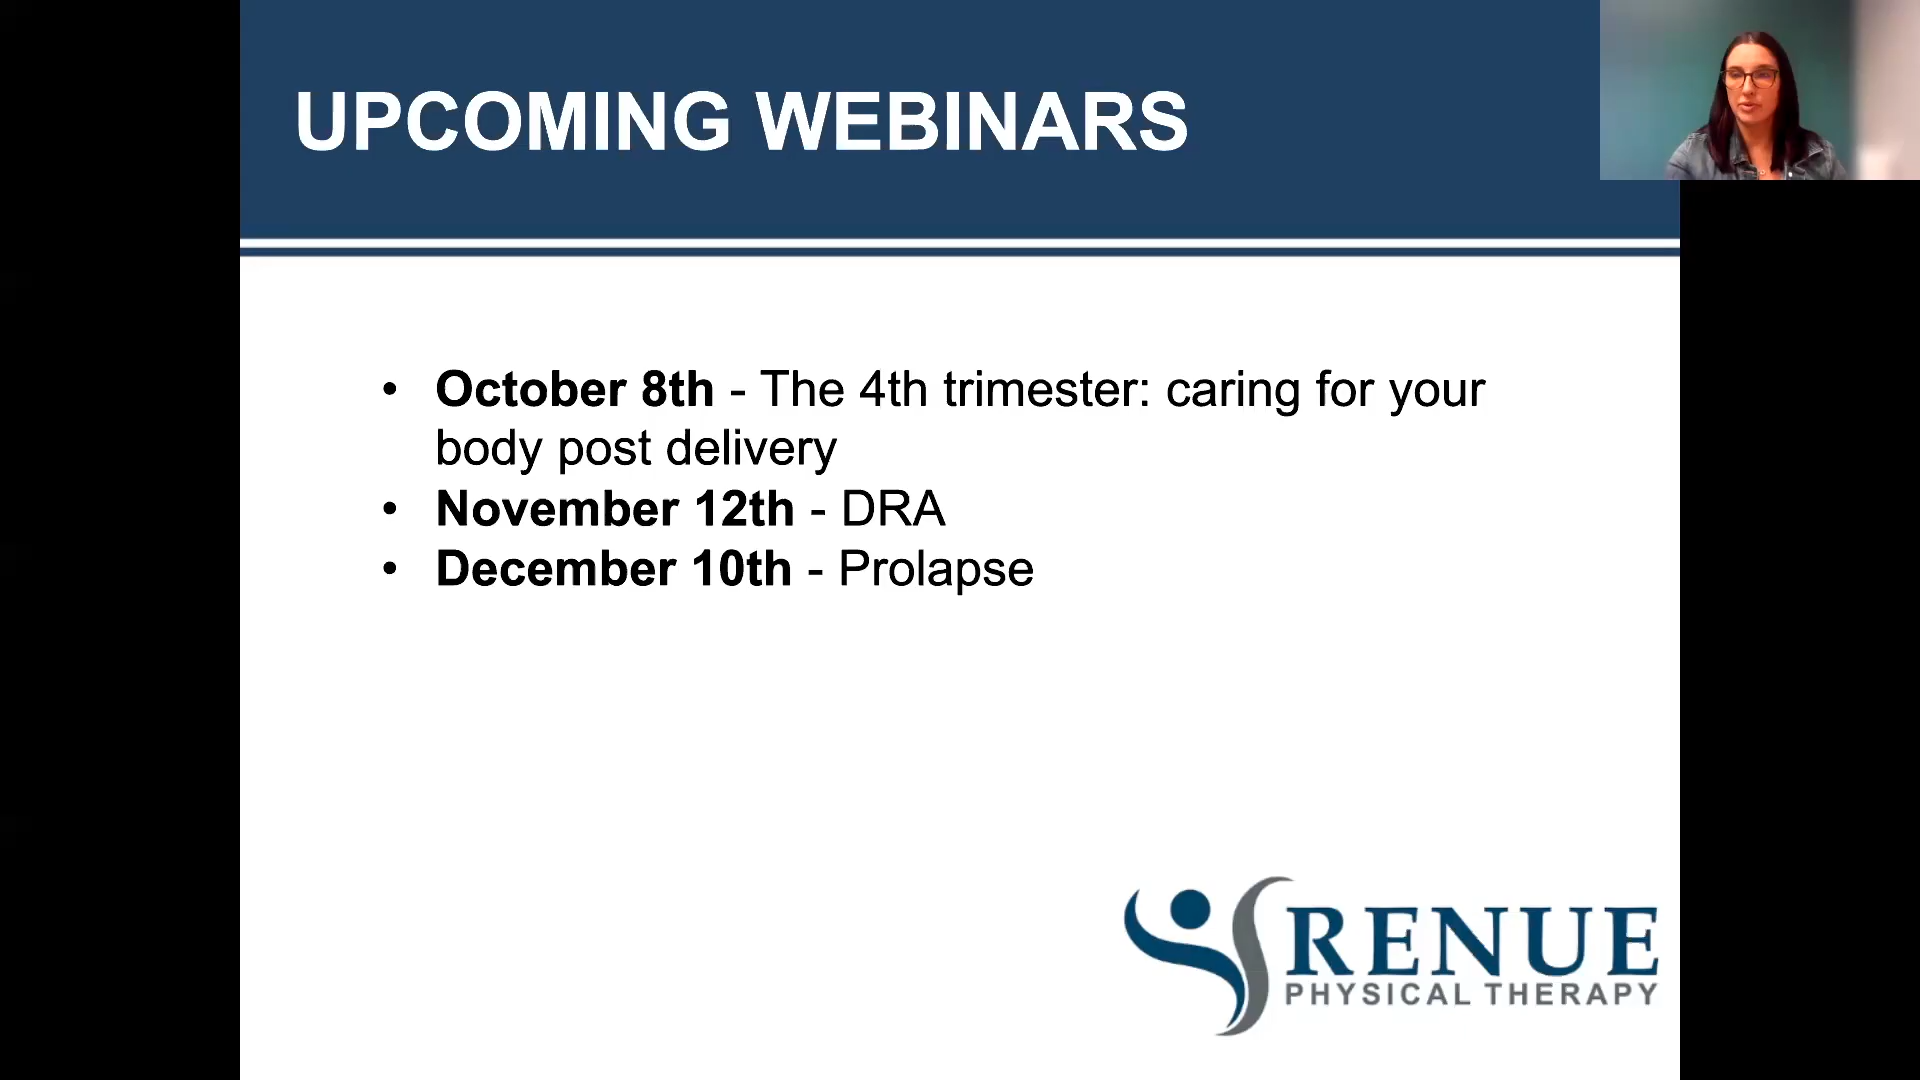 UPCOMING WEBINARS
• October 8th - The 4th trimester: caring for your
body post delivery
• November 12th - DRA
• December 10th - Prolapse
RENUE
PHYSICAL THERAPY